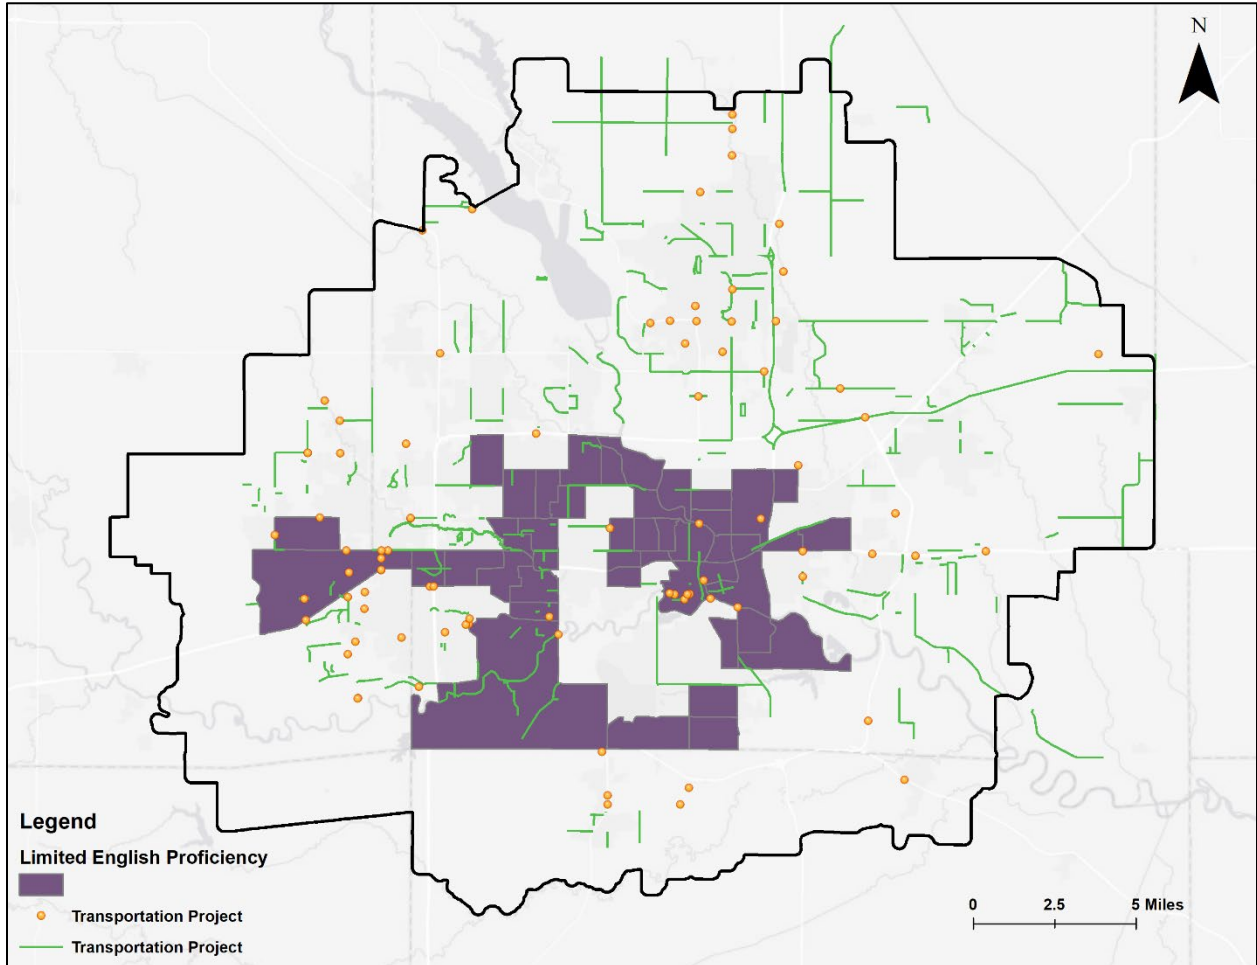 N
Legend
Limited English Proficiency
Transportation Project
Transportation Project
0 2.5 5 Miles